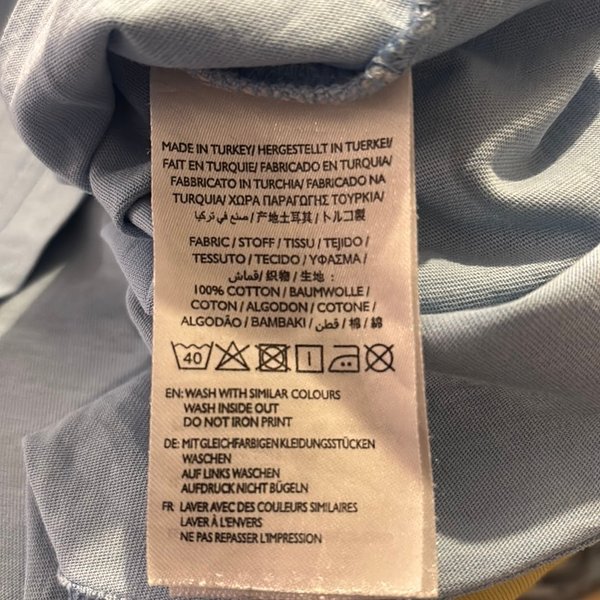 MADE IN TURKEY/ HERGESTELLT IN TUERKEI/
FAIT EN TURQUIE/ FABRICADO EN TURQUIA/
FABBRICATO IN TURCHIA/ FABRICADO NA
TURQUIA/ ΧΩΡΑ ΠΑΡΑΓΩΓΗΣ ΤΟΥΡΚΙΑ/
صنع في تركيا /产地土耳其/トルコ製
FABRIC / STOFF / TISSU / TEJIDO /
TESSUTO / TECIDO / ΥΦΑΣΜΑ /
قماش / 織物 / 生地 :
100% COTTON / BAUMWOLLE /
COTON / ALGODON / COTONE /
ALGODÃO / BAMBAKI / قطن / 棉 / 綿
40
EN: WASH WITH SIMILAR COLOURS
WASH INSIDE OUT
DO NOT IRON PRINT
DE: MIT GLEICHFARBIGEN KLEIDUNGSSTÜCKEN
WASCHEN
AUF LINKS WASCHEN
AUFDRUCK NICHT BÜGELN
FR LAVER AVEC DES COULEURS SIMILAIRES
LAVER À L'ENVERS
NE PAS REPASSER L'IMPRESSION